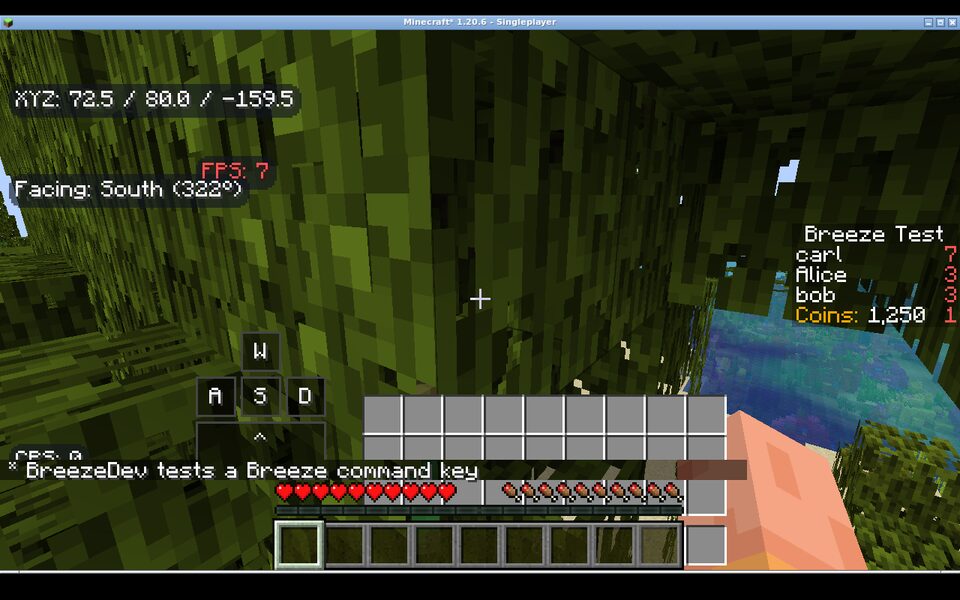 Minecraft* 1.20.6 - Singleplayer
XYZ: 72.5 / 80.0 / -159.5
FPS: 7
Facing: South (322°)
Breeze Test
carl 7
Alice 3
bob 3
Coins: 1,250 1
W
A S D
^
CPS: 0
* BreezeDev tests a Breeze command key